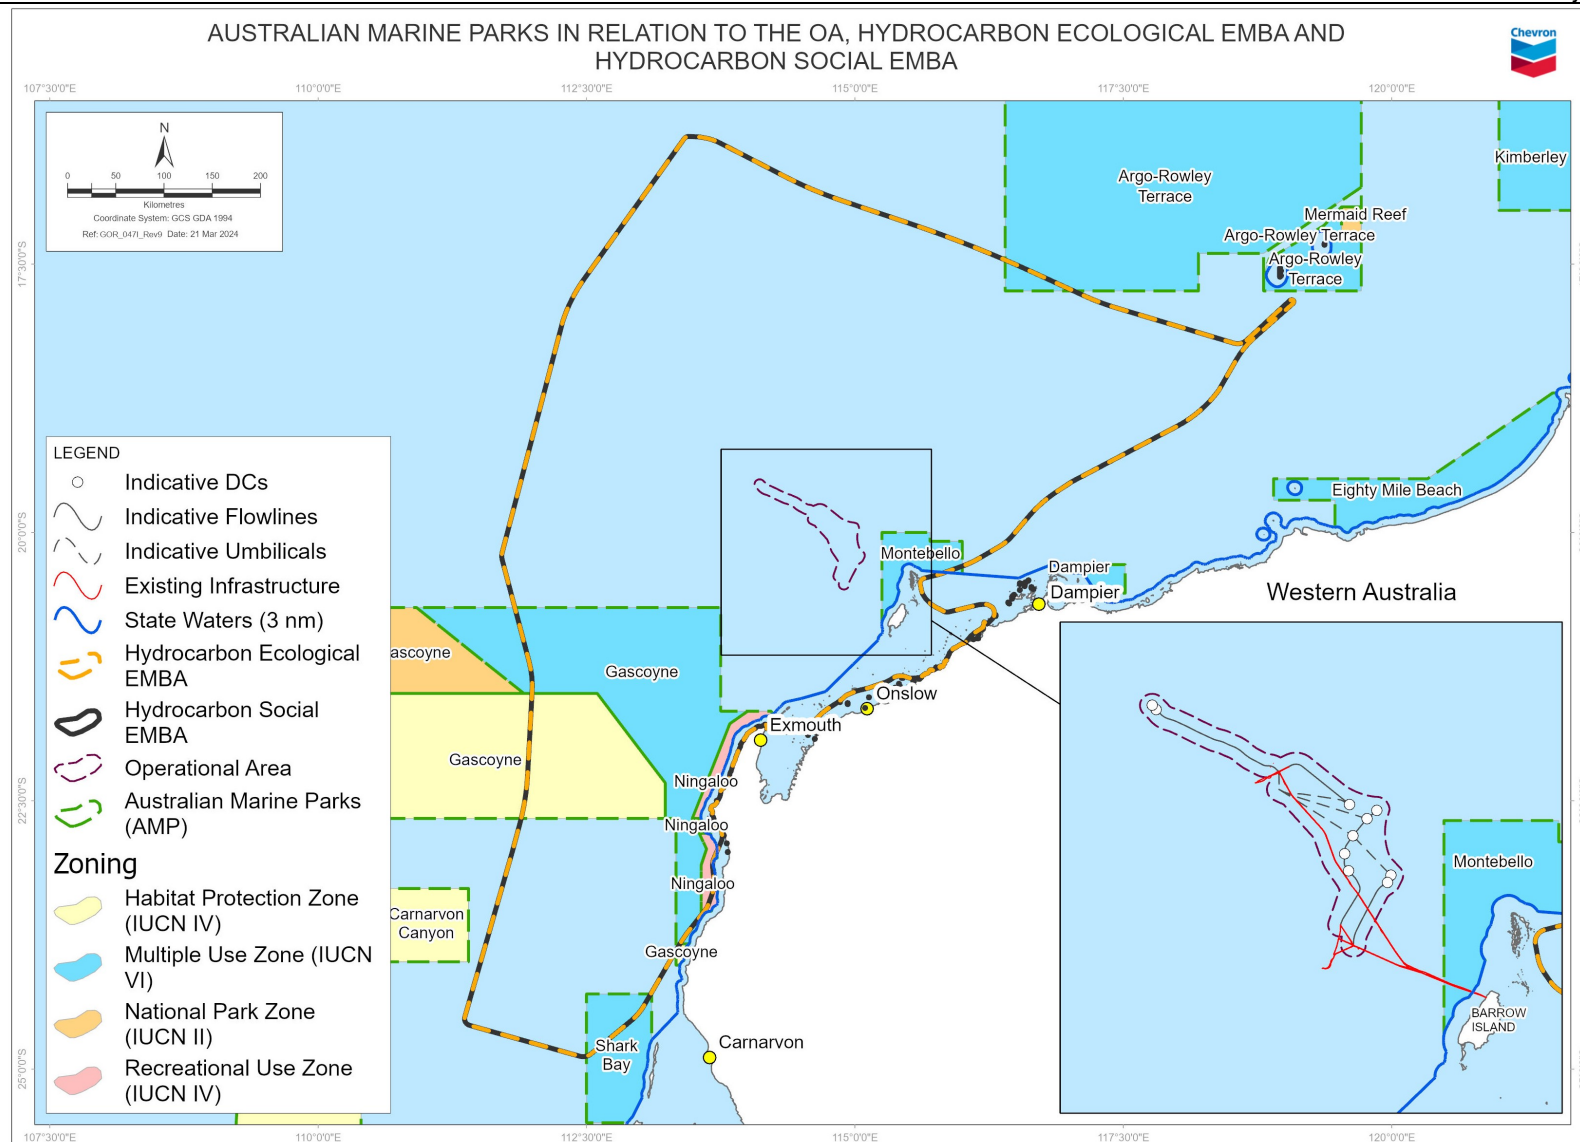 AUSTRALIAN MARINE PARKS IN RELATION TO THE OA, HYDROCARBON ECOLOGICAL EMBA AND
HYDROCARBON SOCIAL EMBA
Chevron
107°30'0"E
110°0'0"E
112°30'0"E
115°0'0"E
117°30'0"E
120°0'0"E
N
0 50 100 150 200
Kilometres
Coordinate System: GCS GDA 1994
Ref: GOR_047I_Rev9 Date: 21 Mar 2024
Kimberley
Argo-Rowley
Terrace
Mermaid Reef
Argo-Rowley Terrace
Argo-Rowley
Terrace
17°30'0"S
20°0'0"S
22°30'0"S
25°0'0"S
Eighty Mile Beach
Montebello
Dampier
Dampier
Western Australia
ascoyne
Gascoyne
Onslow
Exmouth
Gascoyne
Ningaloo
Ningaloo
Ningaloo
Carnarvon
Canyon
Gascoyne
Shark
Bay
Carnarvon
Montebello
BARROW
ISLAND
LEGEND
Indicative DCs
Indicative Flowlines
Indicative Umbilicals
Existing Infrastructure
State Waters (3 nm)
Hydrocarbon Ecological
EMBA
Hydrocarbon Social
EMBA
Operational Area
Australian Marine Parks
(AMP)
Zoning
Habitat Protection Zone
(IUCN IV)
Multiple Use Zone (IUCN
VI)
National Park Zone
(IUCN II)
Recreational Use Zone
(IUCN IV)
107°30'0"E
110°0'0"E
112°30'0"E
115°0'0"E
117°30'0"E
120°0'0"E